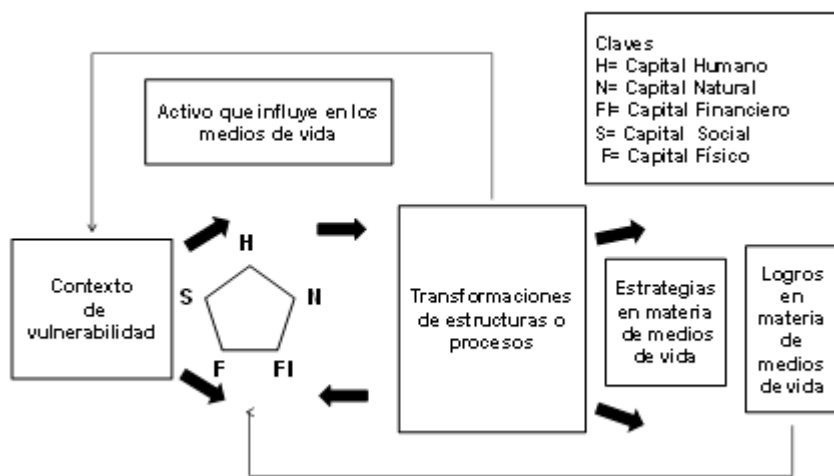 Claves
H= Capital Humano
N= Capital Natural
FI= Capital Financiero
S= Capital Social
F= Capital Físico
Activo que influye en los
medios de vida
Contexto
de
vulnerabilidad
H
S
N
F
FI
Transformaciones
de estructuras o
procesos
Estrategias
en materia
de medios
de vida
Logros
en
materia
de
medios
de vida